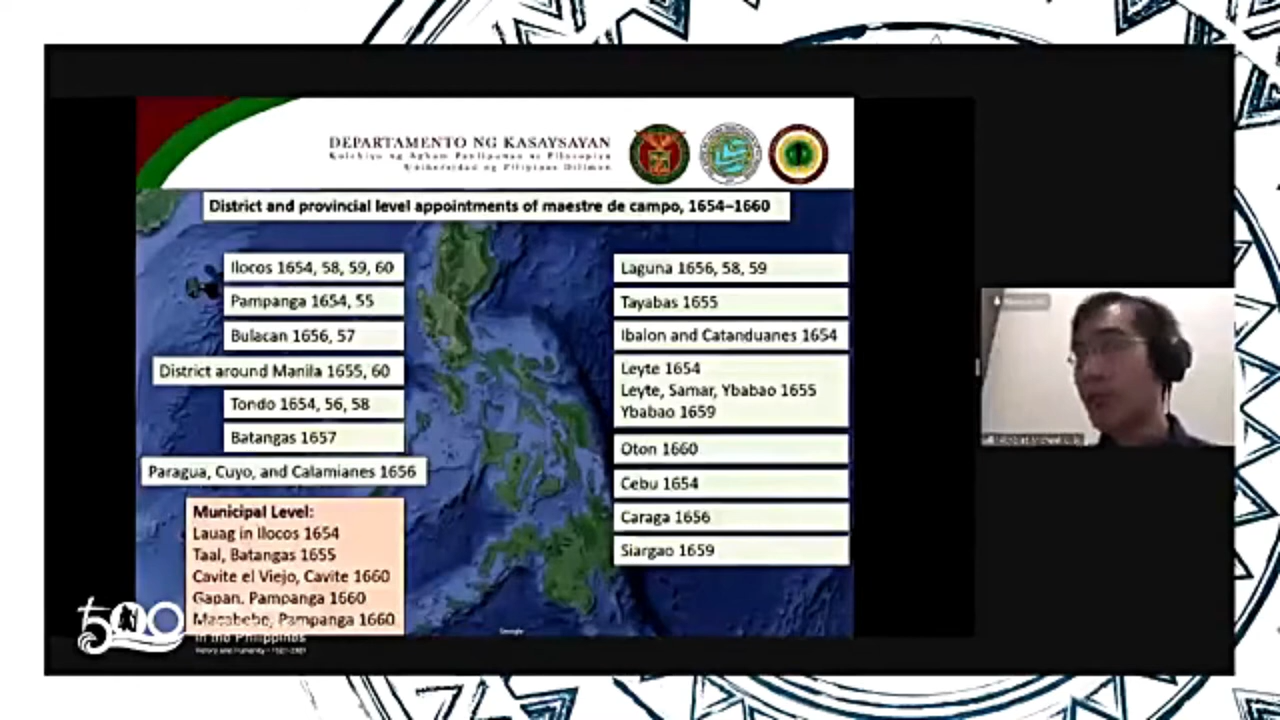 DEPARTAMENTO NG KASAYSAYAN
Kolehiyo ng Agham Panlipunan at Pilosopiya
Unibersidad ng Pilipinas Diliman
District and provincial level appointments of maestre de campo, 1654–1660
Ilocos 1654, 58, 59, 60
Pampanga 1654, 55
Bulacan 1656, 57
District around Manila 1655, 60
Tondo 1654, 56, 58
Batangas 1657
Paragua, Cuyo, and Calamianes 1656
Municipal Level:
Lauag in Ilocos 1654
Taal, Batangas 1655
Cavite el Viejo, Cavite 1660
Gapan, Pampanga 1660
Macabebe, Pampanga 1660
Laguna 1656, 58, 59
Tayabas 1655
Ibalon and Catanduanes 1654
Leyte 1654
Leyte, Samar, Ybabao 1655
Ybabao 1659
Oton 1660
Cebu 1654
Caraga 1656
Siargao 1659
Google
500
in the Philippines